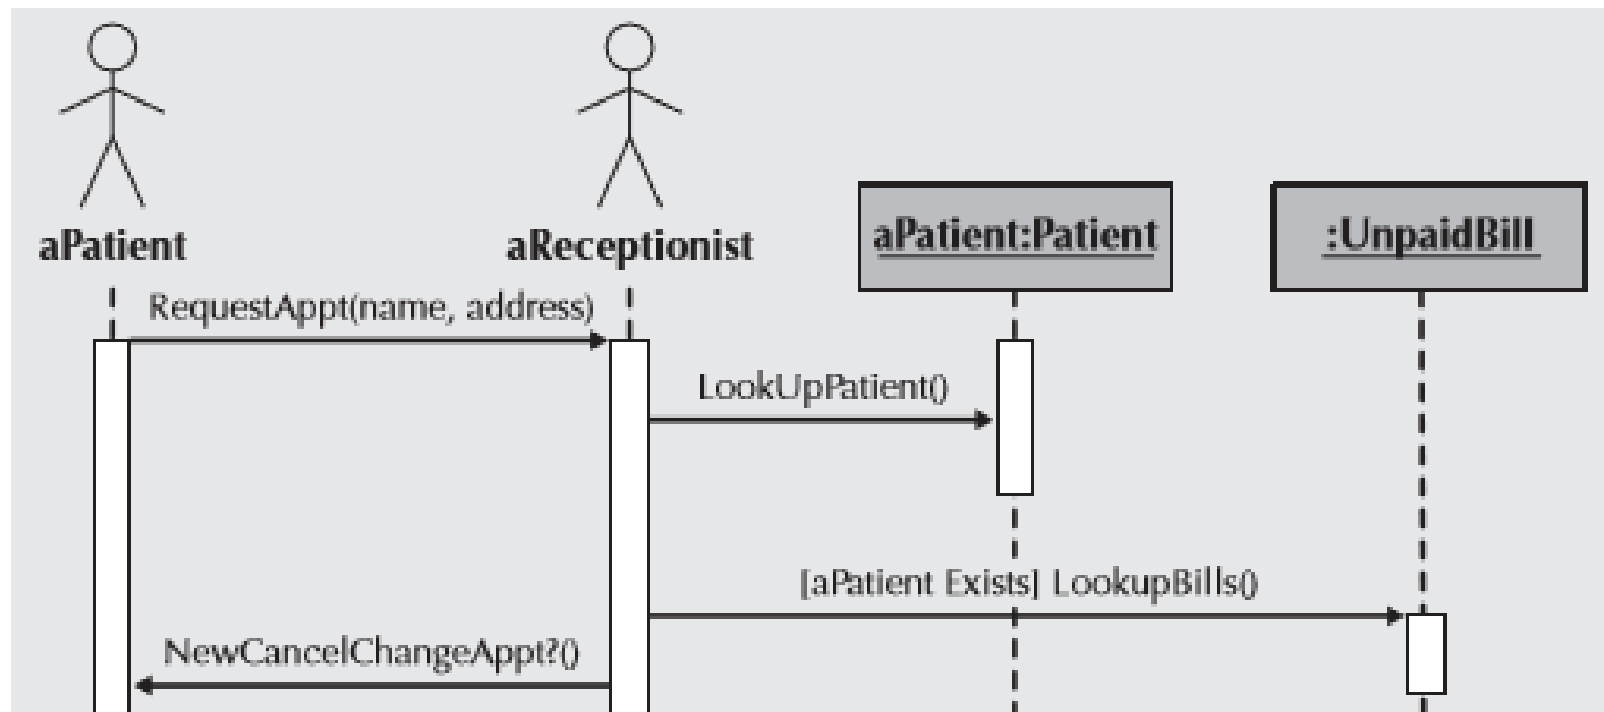 aPatient
aReceptionist
aPatient:Patient
:UnpaidBill
RequestAppt(name, address)
LookUpPatient()
[aPatient Exists] LookupBills()
NewCancelChangeAppt?()